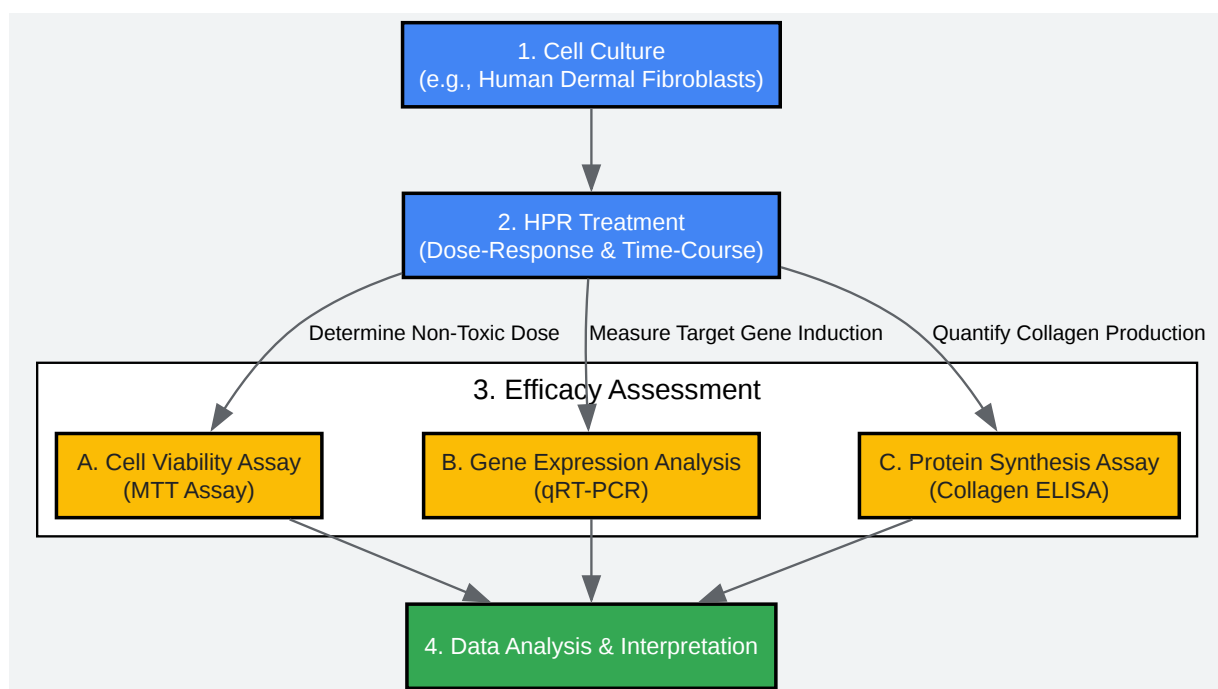 1. Cell Culture
(e.g., Human Dermal Fibroblasts)
2. HPR Treatment
(Dose-Response & Time-Course)
Determine Non-Toxic Dose
Measure Target Gene Induction
Quantify Collagen Production
3. Efficacy Assessment
A. Cell Viability Assay
(MTT Assay)
B. Gene Expression Analysis
(qRT-PCR)
C. Protein Synthesis Assay
(Collagen ELISA)
4. Data Analysis & Interpretation